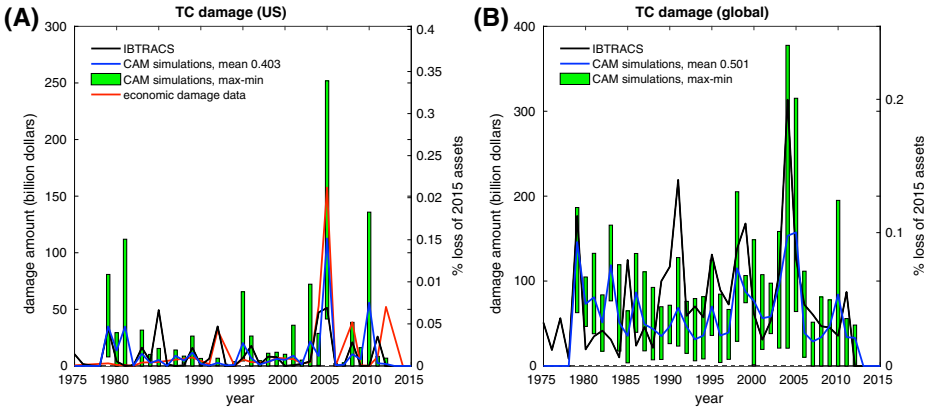 (A)
TC damage (US)
damage amount (billion dollars)
300
250
200
150
100
50
0
IBTRACS
CAM simulations, mean 0.403
CAM simulations, max-min
economic damage data
0.4
0.35
0.3
0.25
0.2
0.15
0.1
0.05
0
% loss of 2015 assets
1975 1980 1985 1990 1995 2000 2005 2010 2015
year
(B)
TC damage (global)
damage amount (billion dollars)
400
300
200
100
0
IBTRACS
CAM simulations, mean 0.501
CAM simulations, max-min
0.2
0.1
0
% loss of 2015 assets
1975 1980 1985 1990 1995 2000 2005 2010 2015
year